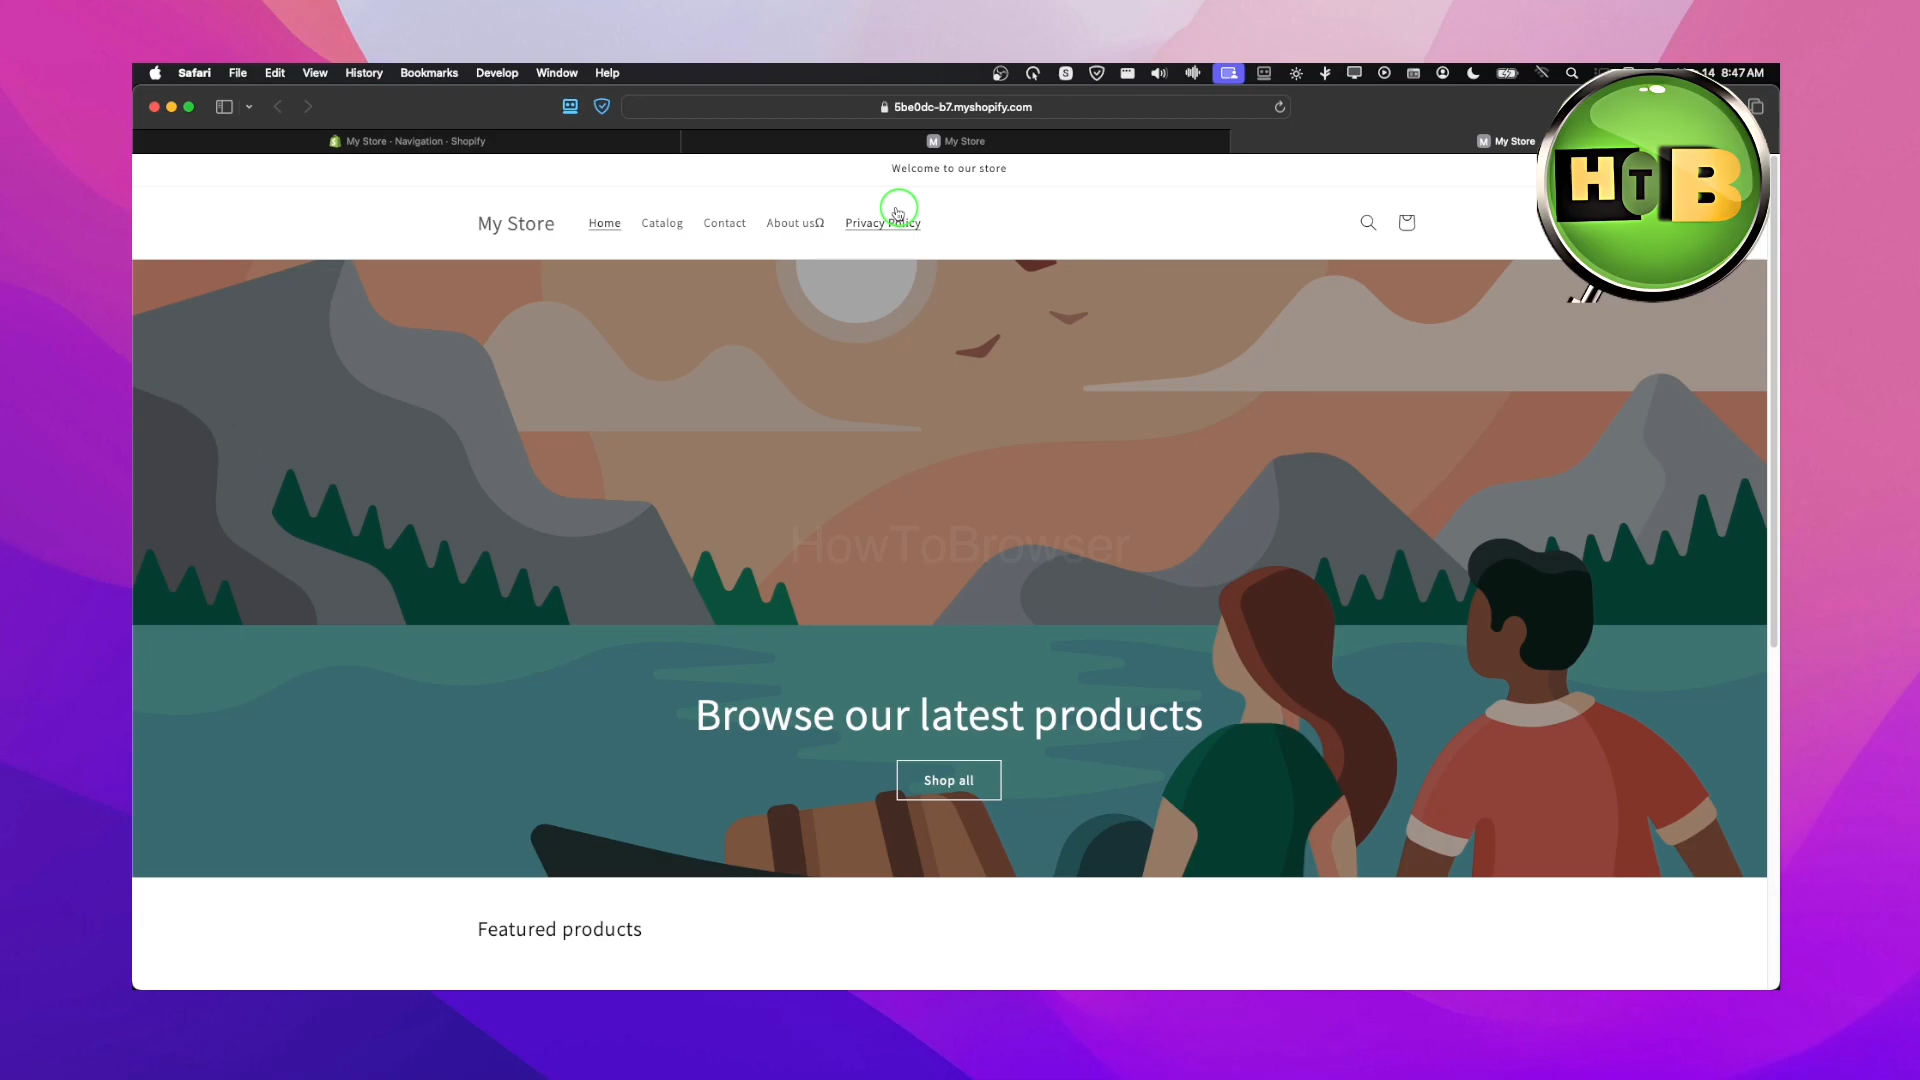 Safari File Edit View History Bookmarks Develop Window Help
14 8:47 AM
5be0dc-b7.myshopify.com
My Store · Navigation · Shopify
M My Store
M My Store
HTB
Welcome to our store
My Store Home Catalog Contact About usΩ Privacy Policy
HowToBrowser
Browse our latest products
Shop all
Featured products